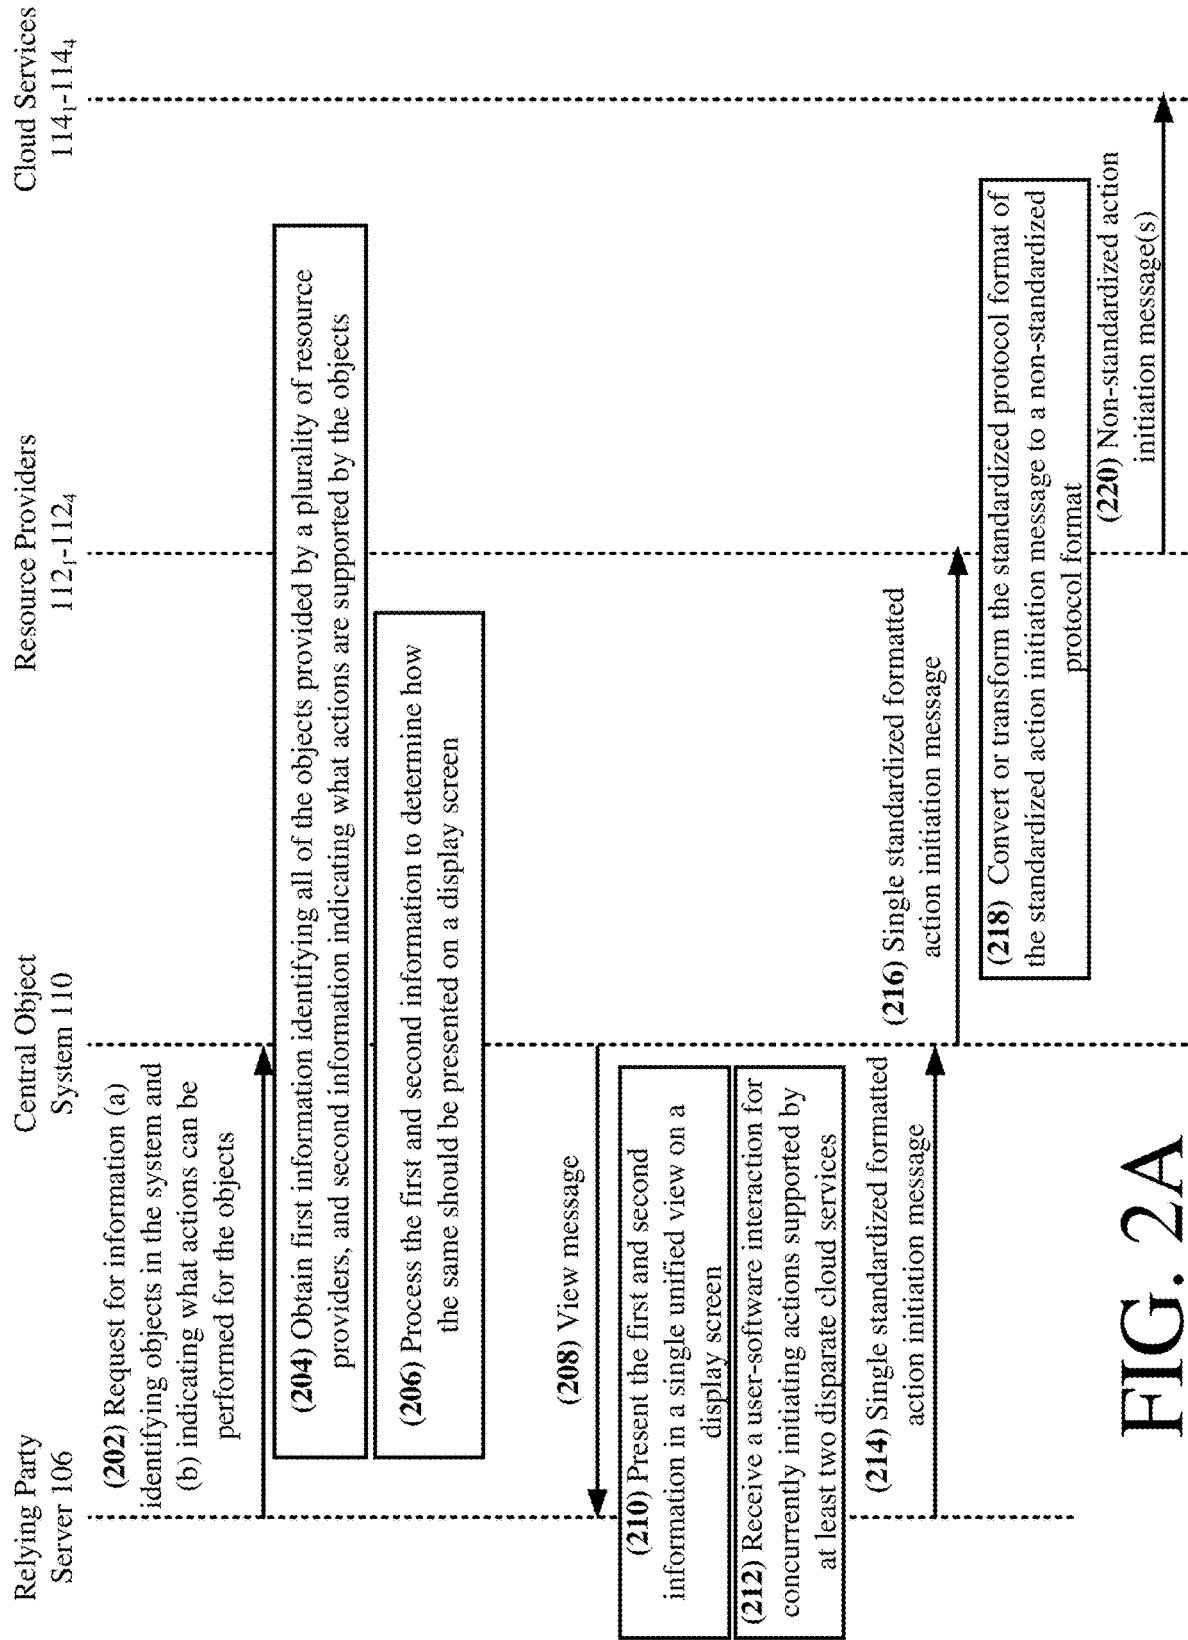 Relying Party
Server 106
Central Object
System 110
Resource Providers
112₁-112₄
Cloud Services
114₁-114₄
(202) Request for information (a)
identifying objects in the system and
(b) indicating what actions can be
performed for the objects
(204) Obtain first information identifying all of the objects provided by a plurality of resource
providers, and second information indicating what actions are supported by the objects
(206) Process the first and second information to determine how
the same should be presented on a display screen
(208) View message
(210) Present the first and second
information in a single unified view on a
display screen
(212) Receive a user-software interaction for
concurrently initiating actions supported by
at least two disparate cloud services
(214) Single standardized formatted
action initiation message
(216) Single standardized formatted
action initiation message
(218) Convert or transform the standardized protocol format of
the standardized action initiation message to a non-standardized
protocol format
(220) Non-standardized action
initiation message(s)
FIG. 2A